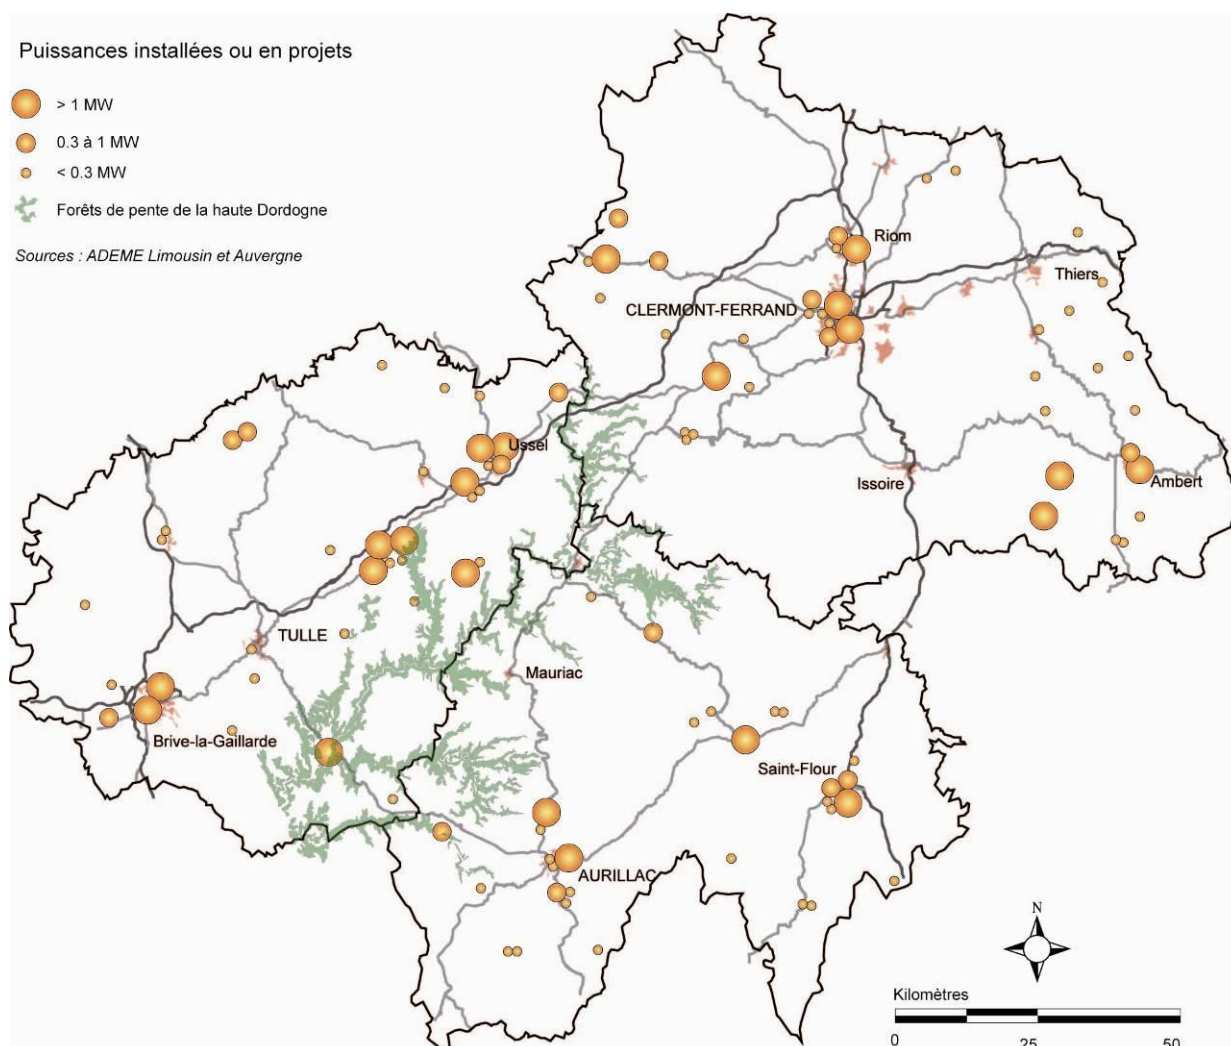 Puissances installées ou en projets
> 1 MW
0.3 à 1 MW
< 0.3 MW
Forêts de pente de la haute Dordogne
Sources : ADEME Limousin et Auvergne
Riom
Thiers
CLERMONT-FERRAND
Ussel
Issoire
Ambert
TULLE
Mauriac
Brive-la-Gaillarde
Saint-Flour
AURILLAC
N
Kilomètres
0 25 50